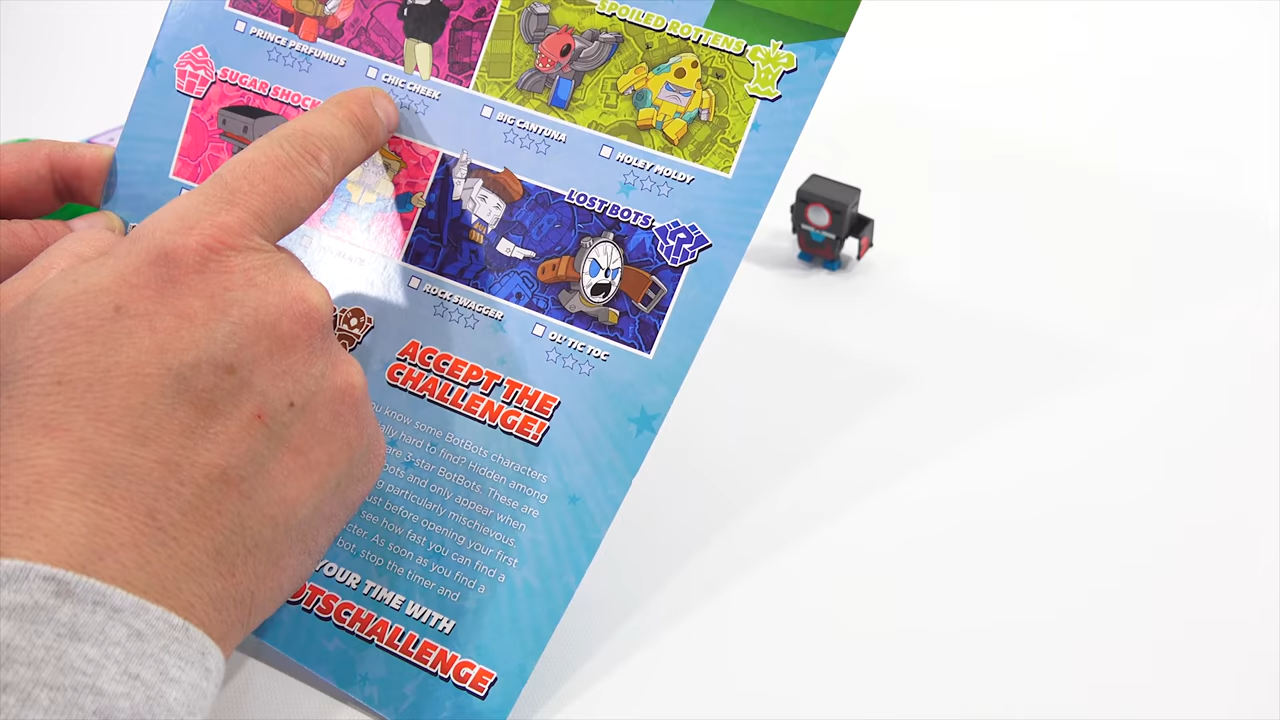 SPOILED ROTTENS
PRINCE PERFUMIUS
CHIC CHEEK
BIG CANTUNA
HOLEY MOLDY
SUGAR SHOCK
LOST BOTS
ROCK SWAGGER
OL' TIC TOC
ACCEPT THE
CHALLENGE!
you know some BotBots characters
hard to find? Hidden among
are 3-star BotBots. These are
bots and only appear when
particularly mischievous.
just before opening your first
see how fast you can find a
As soon as you find a
bot, stop the timer and
YOUR TIME WITH
OTSCHALLENGE